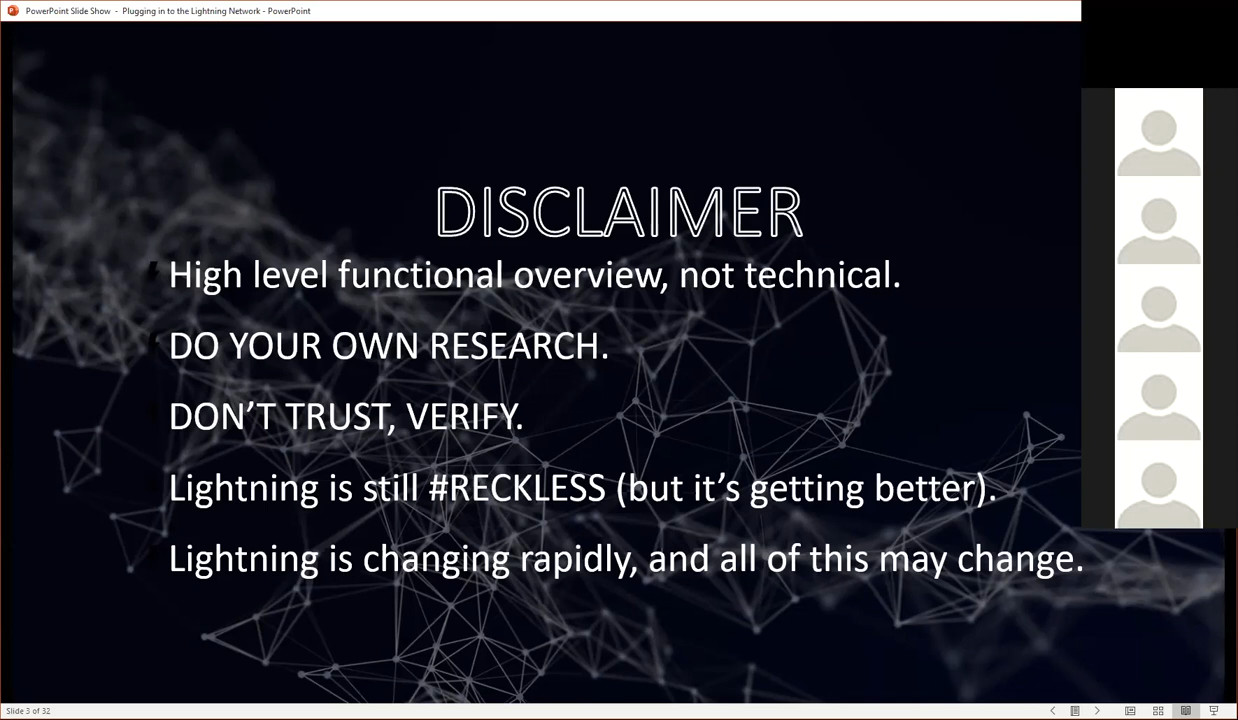 PowerPoint Slide Show - Plugging in to the Lightning Network - PowerPoint
DISCLAIMER
High level functional overview, not technical.
DO YOUR OWN RESEARCH.
DON’T TRUST, VERIFY.
Lightning is still #RECKLESS (but it’s getting better).
Lightning is changing rapidly, and all of this may change.
Slide 3 of 32